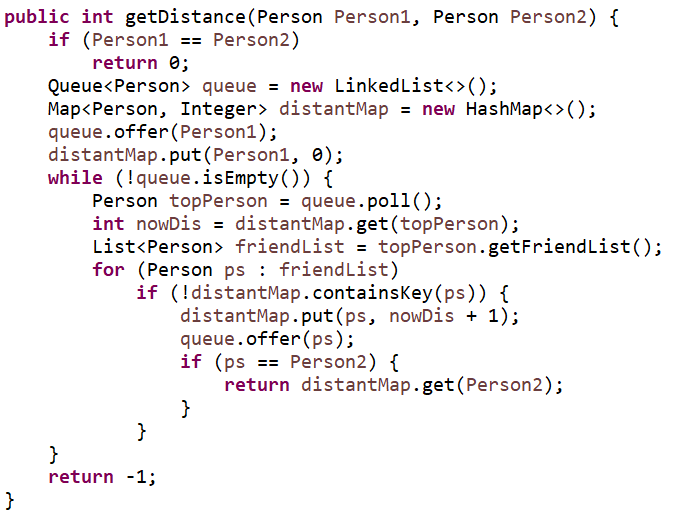 public int getDistance(Person Person1, Person Person2) {
    if (Person1 == Person2)
        return 0;
    Queue<Person> queue = new LinkedList<>();
    Map<Person, Integer> distantMap = new HashMap<>();
    queue.offer(Person1);
    distantMap.put(Person1, 0);
    while (!queue.isEmpty()) {
        Person topPerson = queue.poll();
        int nowDis = distantMap.get(topPerson);
        List<Person> friendList = topPerson.getFriendList();
        for (Person ps : friendList)
            if (!distantMap.containsKey(ps)) {
                distantMap.put(ps, nowDis + 1);
                queue.offer(ps);
                if (ps == Person2) {
                    return distantMap.get(Person2);
                }
            }
    }
    return -1;
}